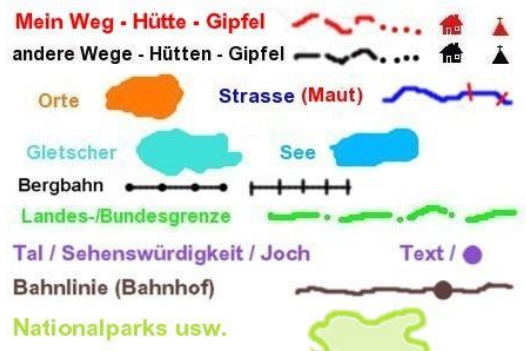 Mein Weg - Hütte - Gipfel
andere Wege - Hütten - Gipfel
Orte Strasse (Maut)
Gletscher See
Bergbahn
Landes-/Bundesgrenze
Tal / Sehenswürdigkeit / Joch Text /
Bahnlinie (Bahnhof)
Nationalparks usw.